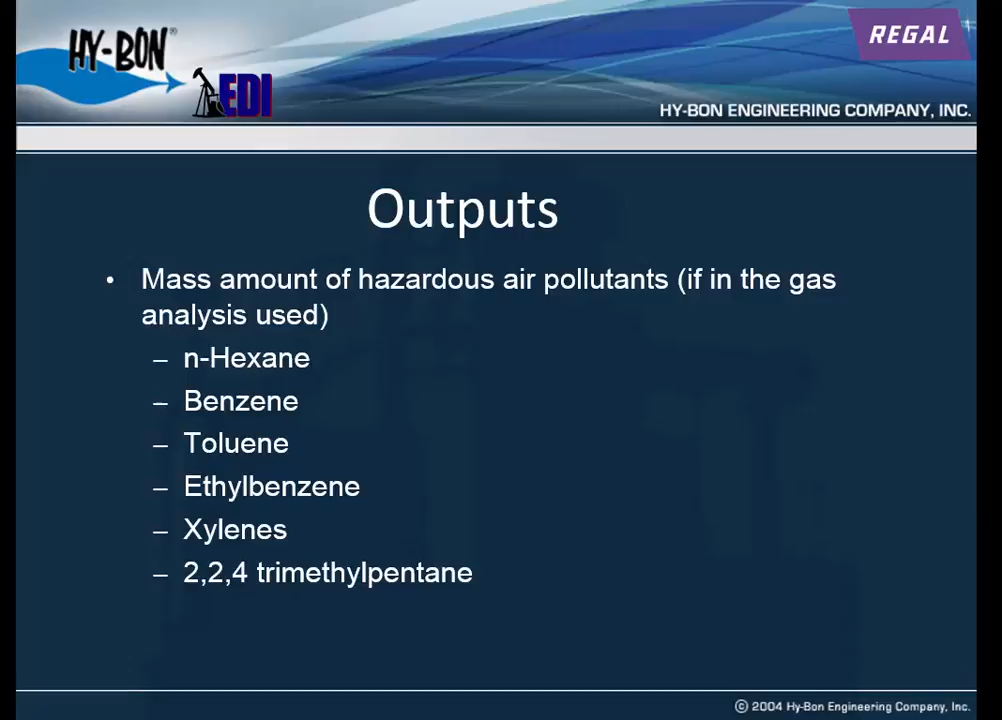 HY-BON®
EDI
REGAL
HY-BON ENGINEERING COMPANY, INC.
Outputs
• Mass amount of hazardous air pollutants (if in the gas
analysis used)
– n-Hexane
– Benzene
– Toluene
– Ethylbenzene
– Xylenes
– 2,2,4 trimethylpentane
© 2004 Hy-Bon Engineering Company, Inc.